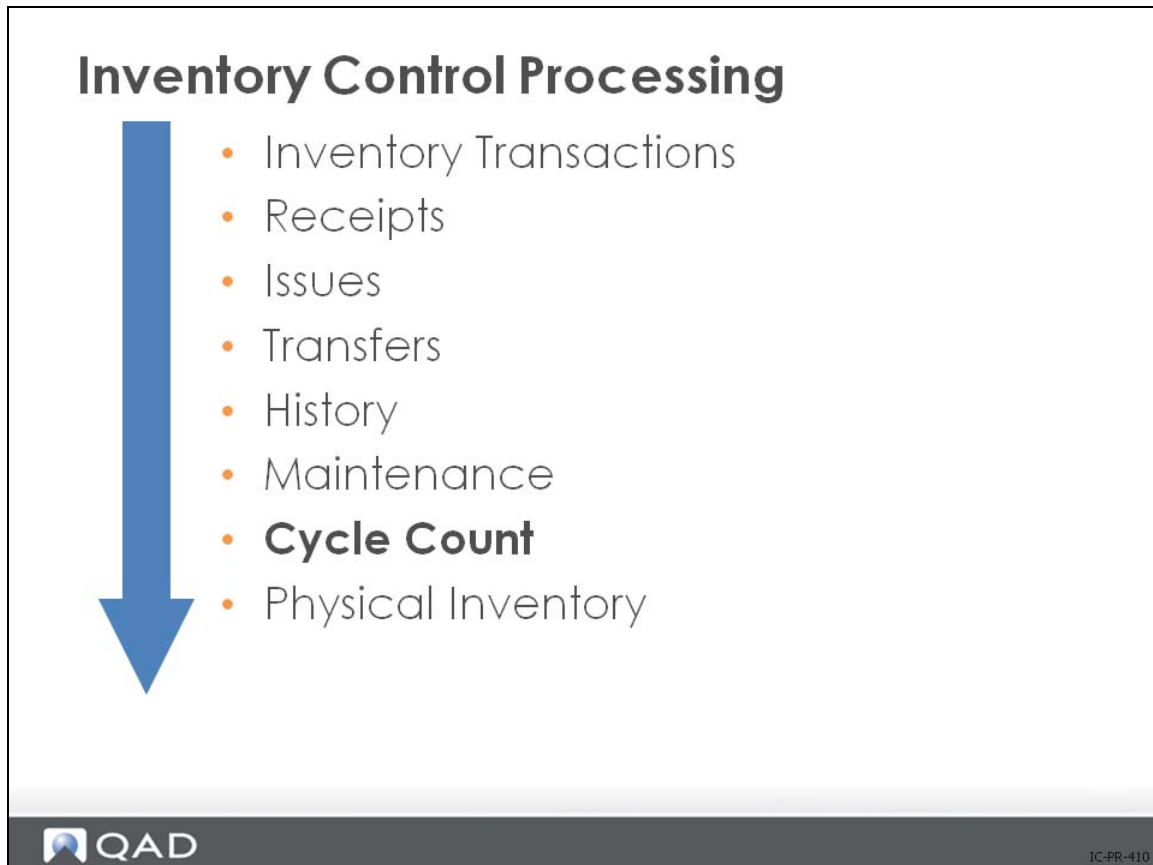 Inventory Control Processing
• Inventory Transactions
• Receipts
• Issues
• Transfers
• History
• Maintenance
• Cycle Count
• Physical Inventory
QAD
IC-PR-410